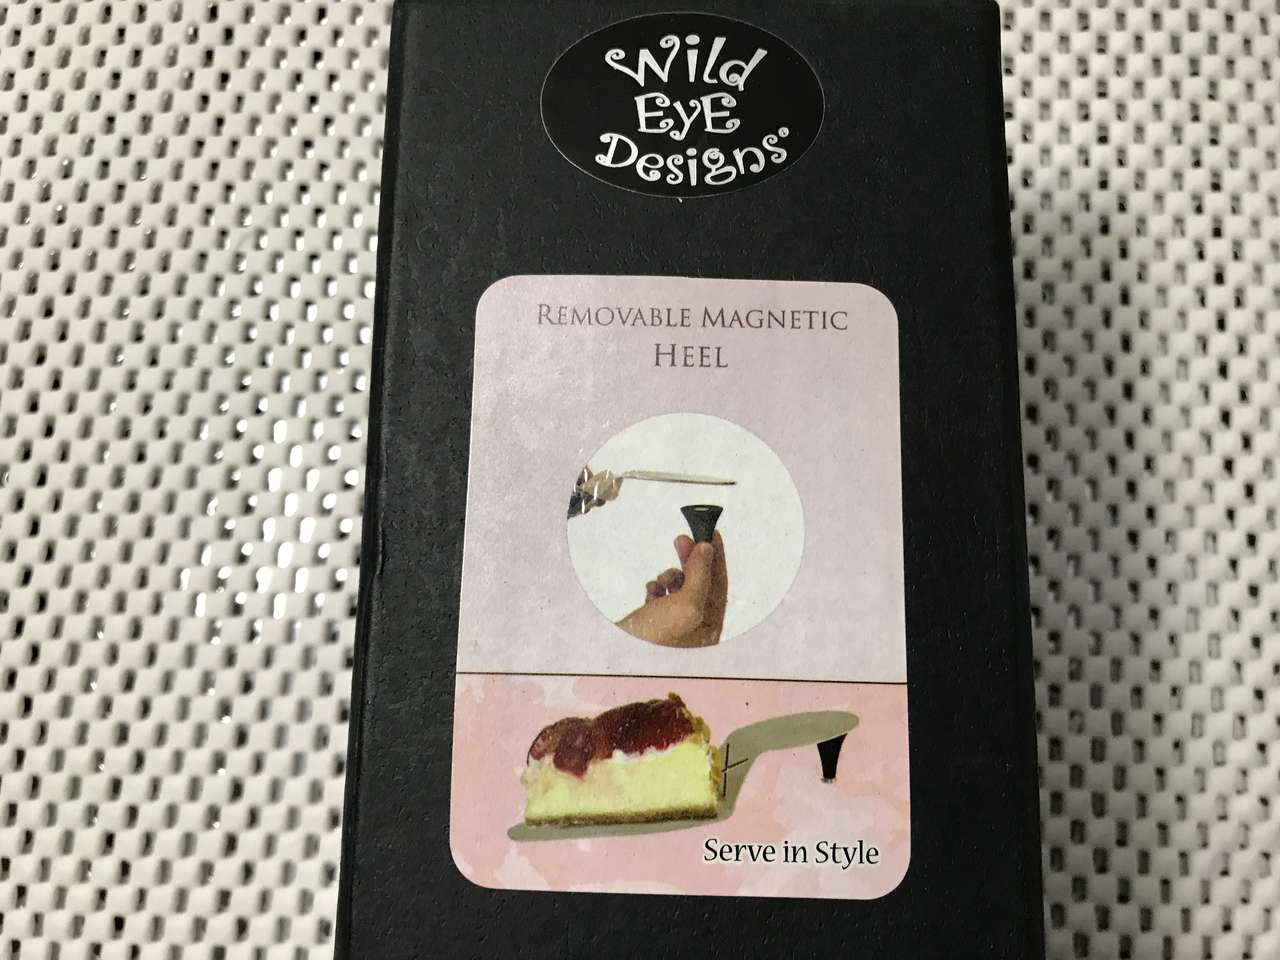 Wild
EyE
Designs®
REMOVABLE MAGNETIC
HEEL
Serve in Style